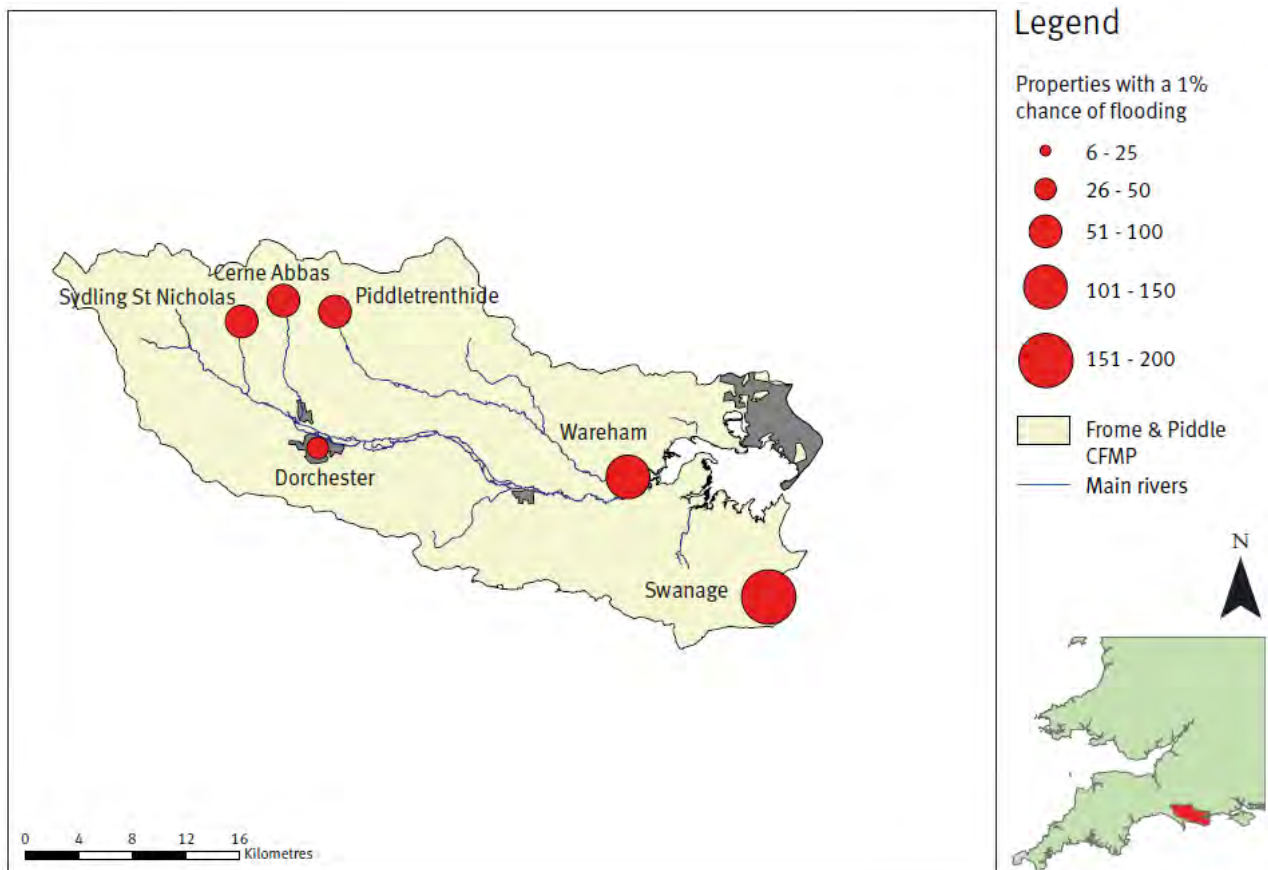 Legend
Properties with a 1%
chance of flooding
6 - 25
26 - 50
51 - 100
101 - 150
151 - 200
Frome & Piddle
CFMP
Main rivers
N
Cerne Abbas
Sydling St Nicholas
Piddletrenthide
Wareham
Dorchester
Swanage
0 4 8 12 16
Kilometres